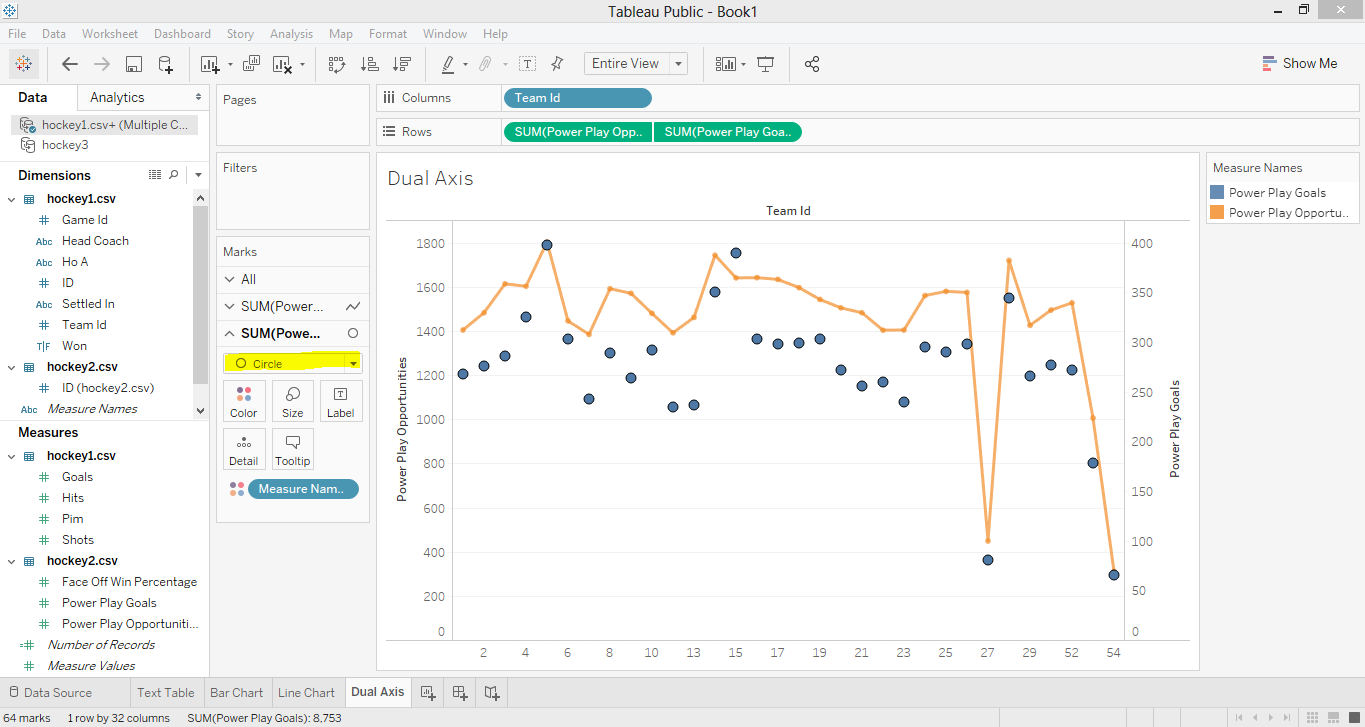 Tableau Public - Book1
File Data Worksheet Dashboard Story Analysis Map Format Window Help
Entire View
Show Me
Data
Analytics
hockey1.csv+ (Multiple C...
hockey3
Dimensions
hockey1.csv
# Game Id
Abc Head Coach
Abc Ho A
# ID
Abc Settled In
# Team Id
T|F Won
hockey2.csv
# ID (hockey2.csv)
Abc Measure Names
Measures
hockey1.csv
# Goals
# Hits
# Pim
# Shots
hockey2.csv
# Face Off Win Percentage
# Power Play Goals
# Power Play Opportuniti...
=# Number of Records
# Measure Values
Pages
Filters
Marks
All
SUM(Power...
SUM(Powe...
Circle
Color
Size
T
Label
Detail
Tooltip
Measure Nam..
Columns
Team Id
Rows
SUM(Power Play Opp..
SUM(Power Play Goa..
Dual Axis
Team Id
Power Play Opportunities
1800
1600
1400
1200
1000
800
600
400
200
0
400
350
300
250
200
150
100
50
0
Power Play Goals
2 4 6 8 10 13 15 17 19 21 23 25 27 29 52 54
Measure Names
Power Play Goals
Power Play Opportu..
Data Source
Text Table
Bar Chart
Line Chart
Dual Axis
64 marks
1 row by 32 columns
SUM(Power Play Goals): 8,753